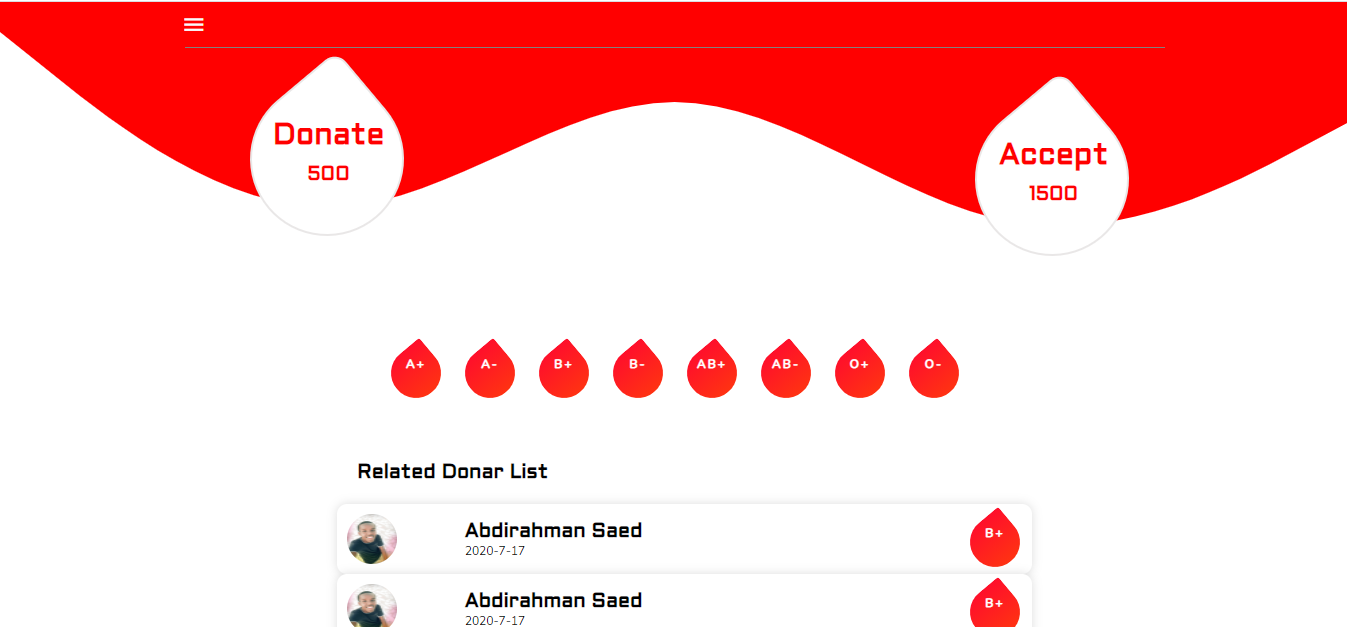 Donate
500
Accept
1500
A+ A- B+ B- AB+ AB- O+ O-
Related Donar List
Abdirahman Saed
2020-7-17
B+
Abdirahman Saed
2020-7-17
B+